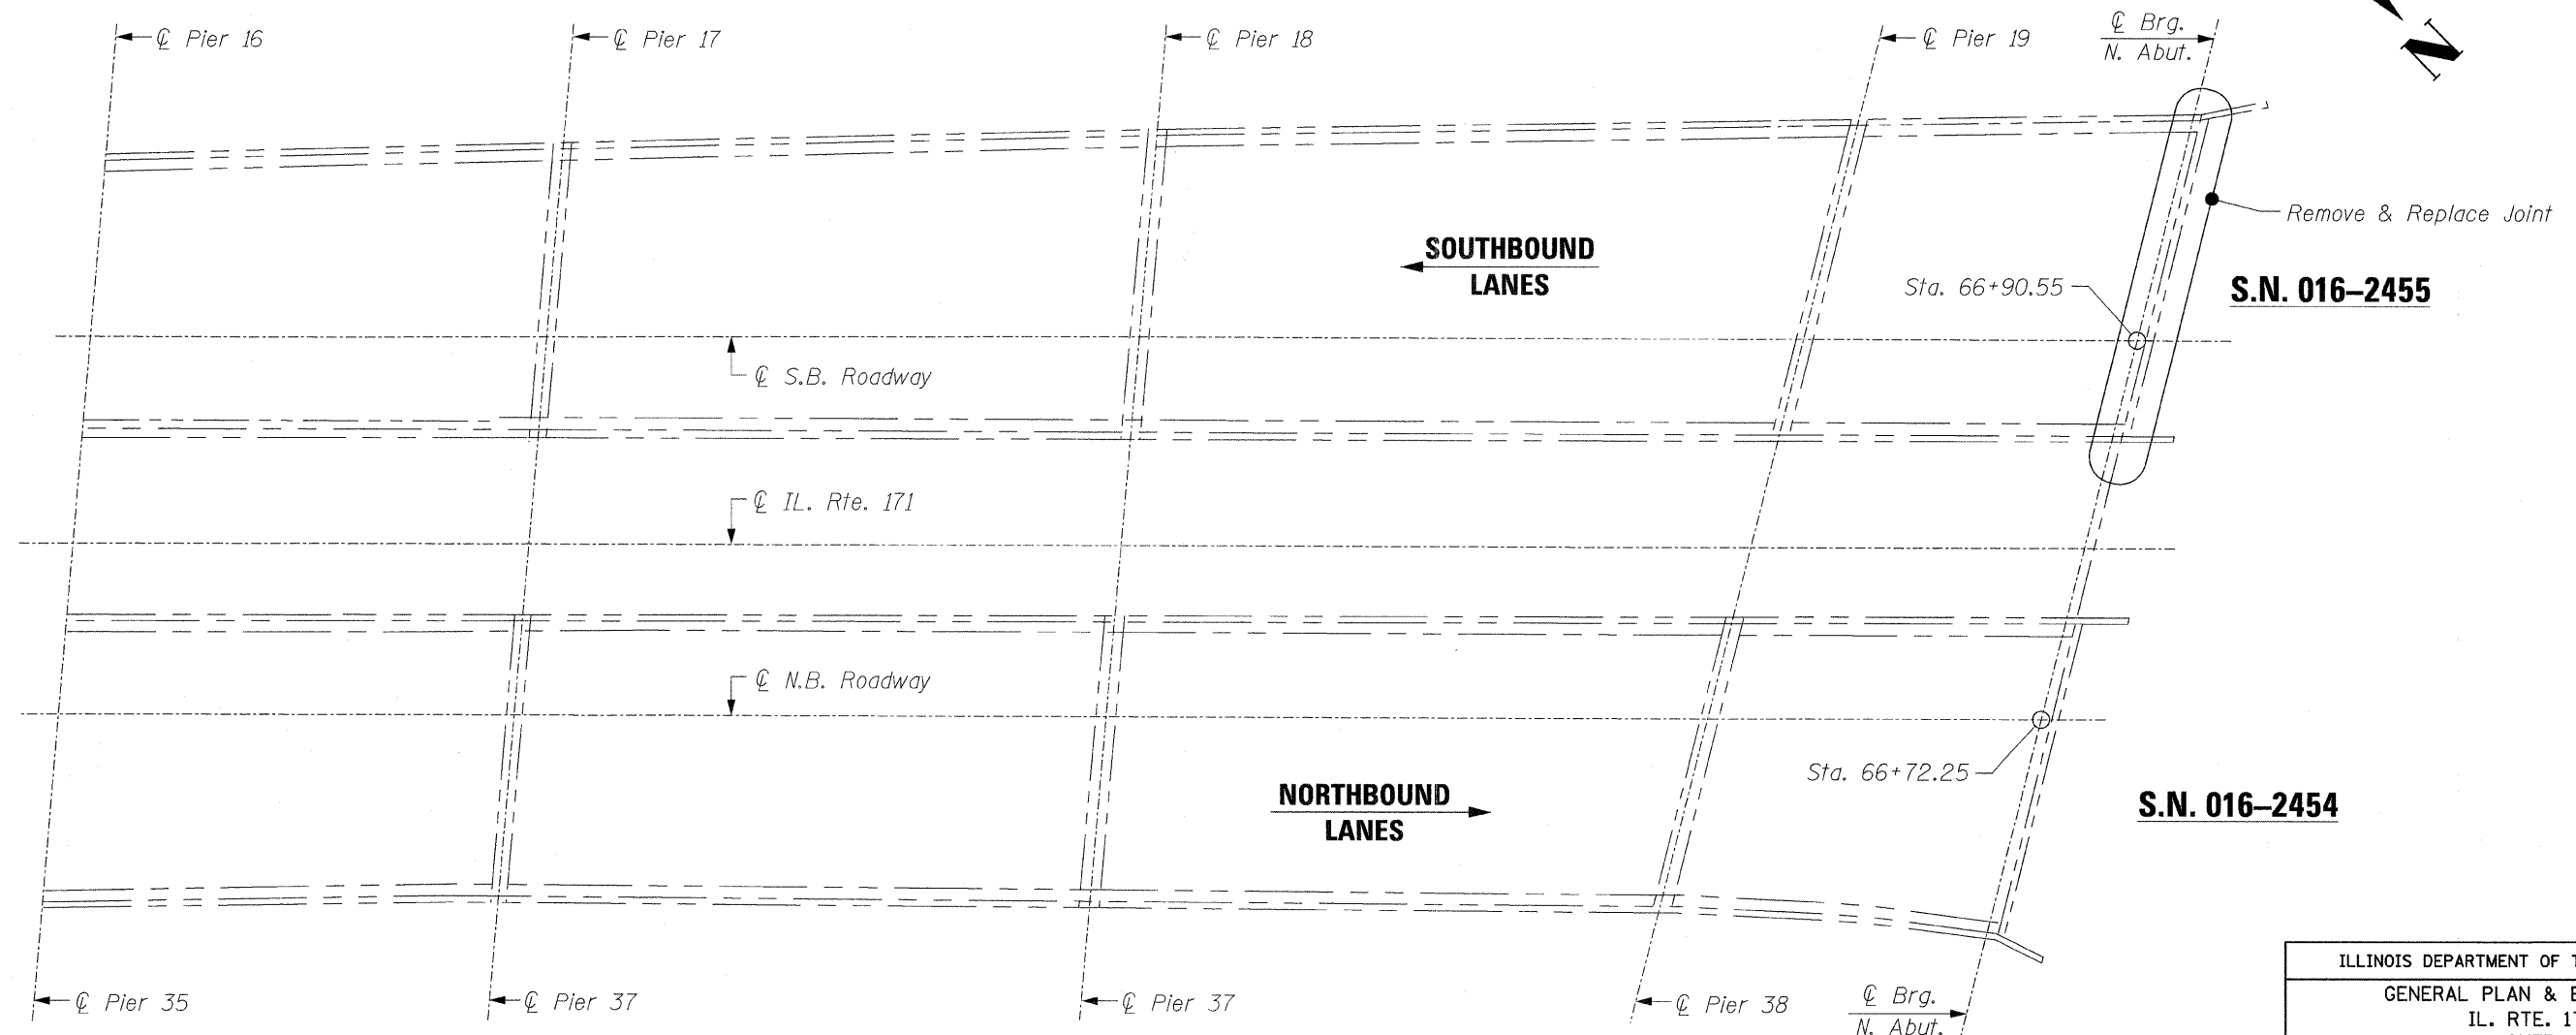 ℄ Pier 16
℄ Pier 17
℄ Pier 18
℄ Pier 19
℄ Brg.
N. Abut.
N
Remove & Replace Joint
SOUTHBOUND
LANES
Sta. 66+90.55
S.N. 016–2455
℄ S.B. Roadway
℄ IL. Rte. 171
℄ N.B. Roadway
Sta. 66+72.25
NORTHBOUND
LANES
S.N. 016–2454
℄ Pier 35
℄ Pier 37
℄ Pier 37
℄ Pier 38
℄ Brg.
N. Abut.
ILLINOIS DEPARTMENT OF
GENERAL PLAN &
IL. RTE.